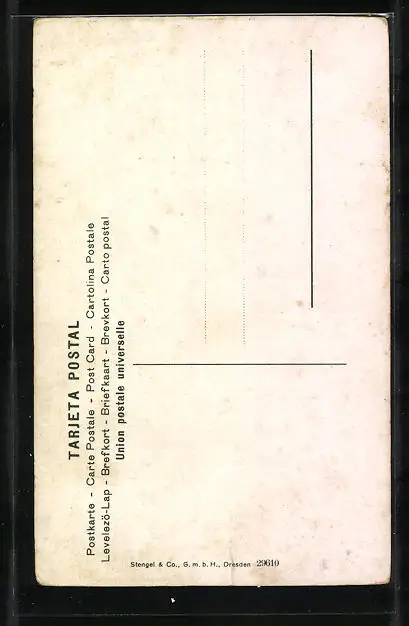 TARJETA POSTAL
Postkarte - Carte Postale - Post Card - Cartolina Postale
Levelezö-Lap - Brefkort - Briefkaart - Brevkort - Carto postal
Union postale universelle
Stengel & Co., G. m. b. H., Dresden 29610